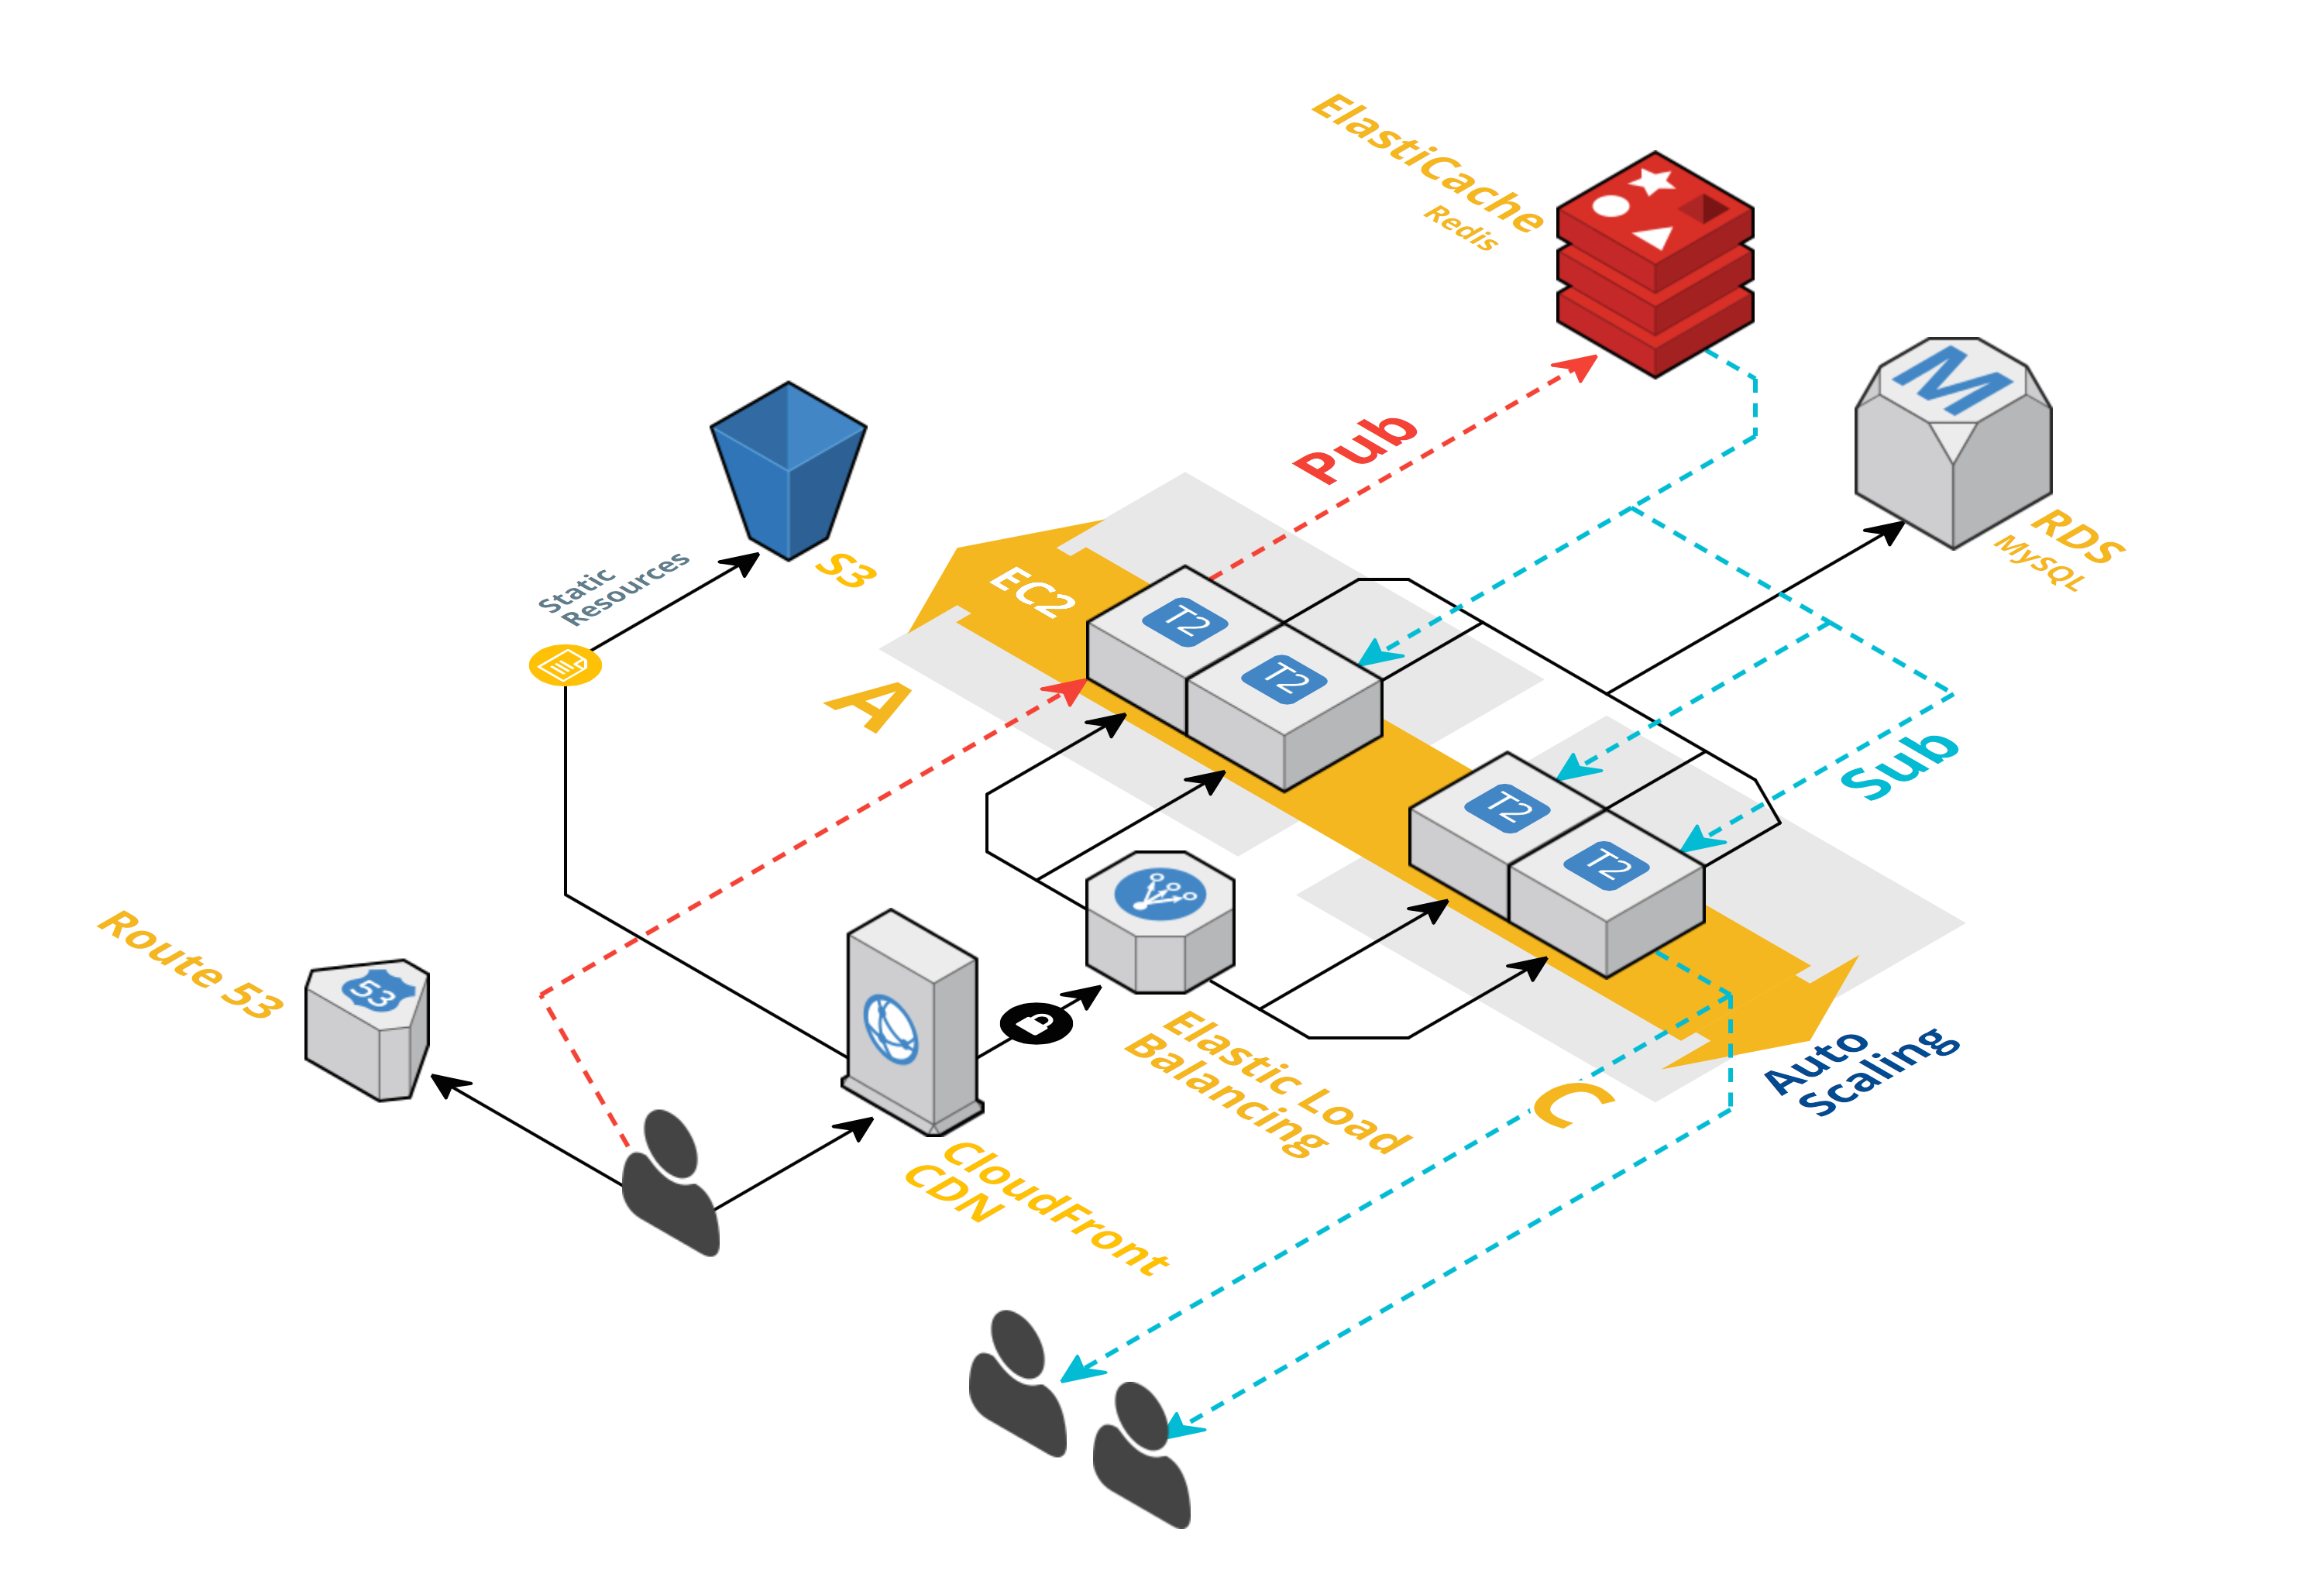 ElastiCache
Redis
Pub
RDS
MySQL
S3
Static
Resources
EC2
T2
T2
A
T2
T2
Sub
Route 53
53
M
Elastic Load
Balancing
C
Auto
Scaling
CloudFront
CDN